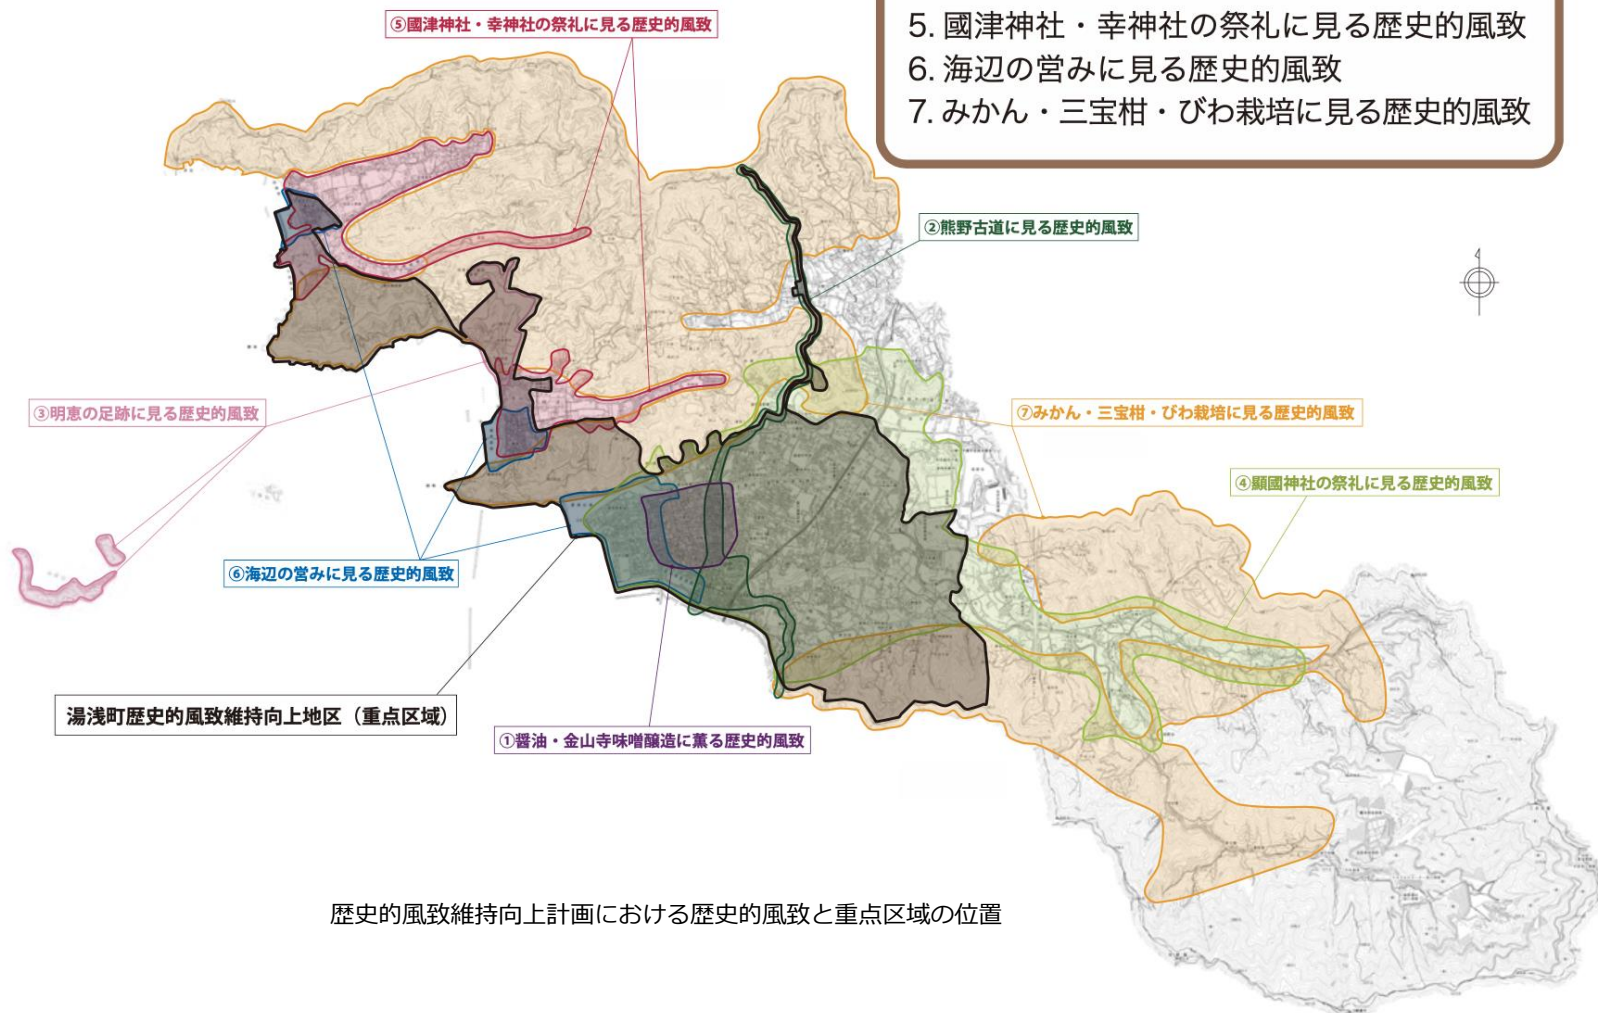 ⑤國津神社・幸神社の祭礼に見る歴史的風致
5. 國津神社・幸神社の祭礼に見る歴史的風致
6. 海辺の営みに見る歴史的風致
7. みかん・三宝柑・びわ栽培に見る歴史的風致
②熊野古道に見る歴史的風致
③明恵の足跡に見る歴史的風致
⑦みかん・三宝柑・びわ栽培に見る歴史的風致
④顯國神社の祭礼に見る歴史的風致
⑥海辺の営みに見る歴史的風致
湯浅町歴史的風致維持向上地区（重点区域）
①醤油・金山寺味噌醸造に薫る歴史的風致
歴史的風致維持向上計画における歴史的風致と重点区域の位置